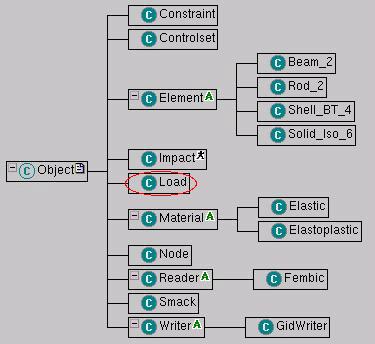 Constraint
Controlset
Beam_2
Rod_2
Element A
Shell_BT_4
Solid_Iso_6
Impact
Object
Load
Elastic
Material A
Elastoplastic
Node
Reader A
Fembic
Smack
Writer A
GidWriter